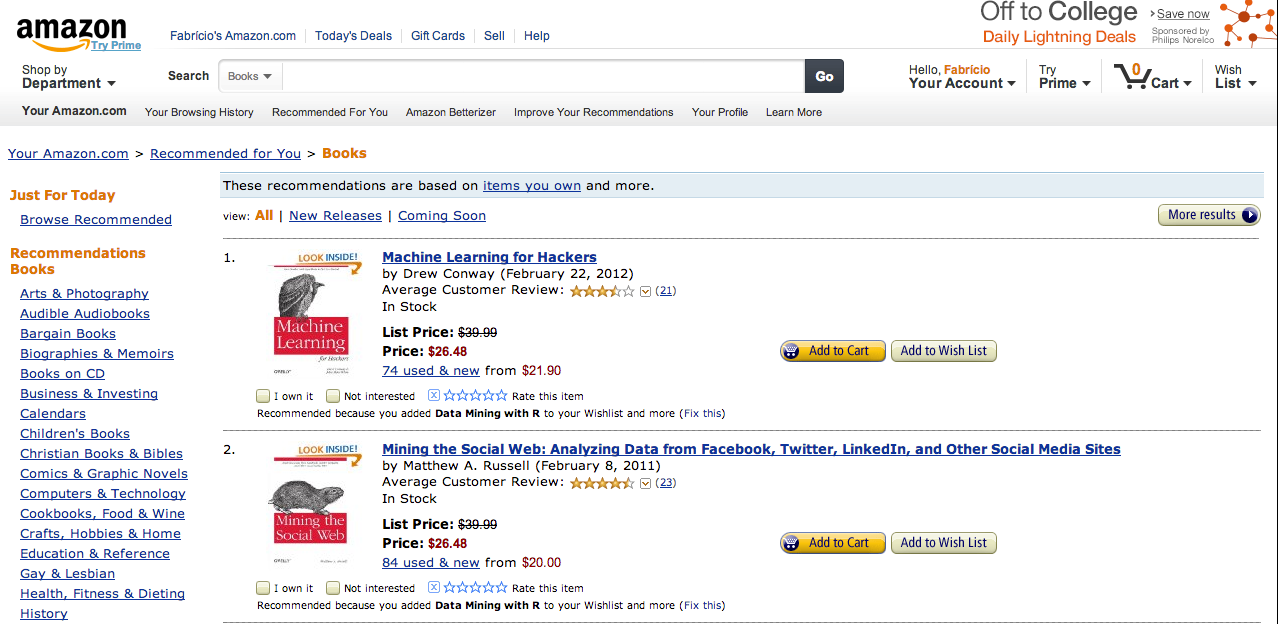 amazon
Try Prime
Fabrício's Amazon.com Today's Deals Gift Cards Sell Help
Off to College
Daily Lightning Deals
Save now
Sponsored by
Philips Norelco
Shop by
Department
Search Books Go
Hello, Fabrício
Your Account
Try
Prime
0
Cart
Wish
List
Your Amazon.com Your Browsing History Recommended For You Amazon Betterizer Improve Your Recommendations Your Profile Learn More
Your Amazon.com > Recommended for You > Books
Just For Today
Browse Recommended
Recommendations
Books
Arts & Photography
Audible Audiobooks
Bargain Books
Biographies & Memoirs
Books on CD
Business & Investing
Calendars
Children's Books
Christian Books & Bibles
Comics & Graphic Novels
Computers & Technology
Cookbooks, Food & Wine
Crafts, Hobbies & Home
Education & Reference
Gay & Lesbian
Health, Fitness & Dieting
History
These recommendations are based on items you own and more.
view: All | New Releases | Coming Soon
More results
1.
LOOK INSIDE!
Machine
Learning
for Hackers
O'REILLY
Machine Learning for Hackers
by Drew Conway (February 22, 2012)
Average Customer Review: (21)
In Stock
List Price: $39.99
Price: $26.48
74 used & new from $21.90
Add to Cart Add to Wish List
I own it Not interested X Rate this item
Recommended because you added Data Mining with R to your Wishlist and more (Fix this)
2.
LOOK INSIDE!
Mining the
Social Web
O'REILLY
Mining the Social Web: Analyzing Data from Facebook, Twitter, LinkedIn, and Other Social Media Sites
by Matthew A. Russell (February 8, 2011)
Average Customer Review: (23)
In Stock
List Price: $39.99
Price: $26.48
84 used & new from $20.00
Add to Cart Add to Wish List
I own it Not interested X Rate this item
Recommended because you added Data Mining with R to your Wishlist and more (Fix this)